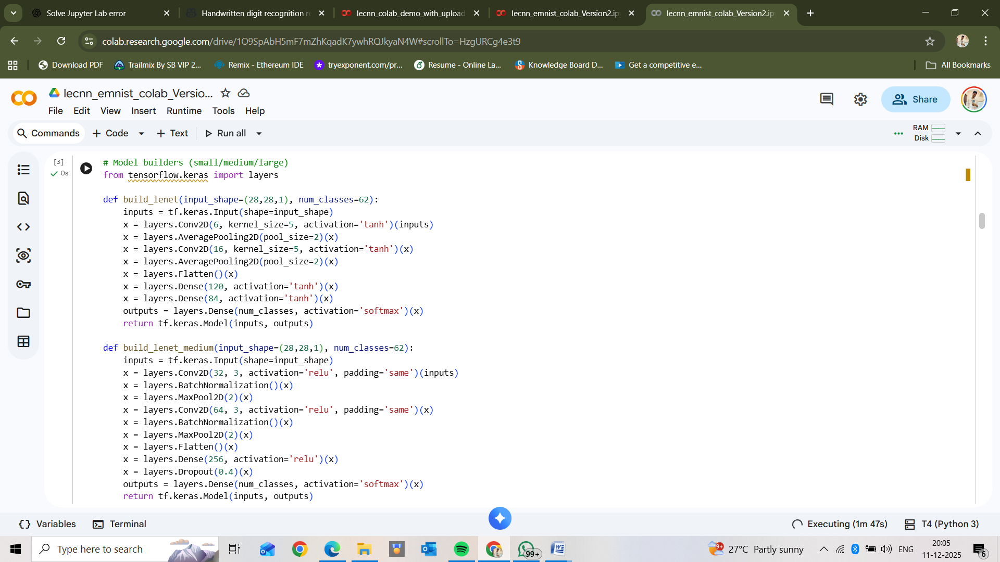 Solve Jupyter Lab error
Handwritten digit recognition r
lecnn_colab_demo_with_upload
lecnn_emnist_colab_Version2.ip
lecnn_emnist_colab_Version2.ip
colab.research.google.com/drive/1O9SpAbH5mF7mZhKqadK7ywhRQJkyaN4W#scrollTo=HzgURCg4e3t9
Download PDF
Trailmix By SB VIP 2...
Remix - Ethereum IDE
tryexponent.com/pr...
Resume - Online La...
Knowledge Board D...
Get a competitive e...
All Bookmarks
lecnn_emnist_colab_Versio...
File Edit View Insert Runtime Tools Help
Share
Commands + Code + Text Run all
RAM
Disk
[3]
0s
# Model builders (small/medium/large)
from tensorflow.keras import layers
def build_lenet(input_shape=(28,28,1), num_classes=62):
inputs = tf.keras.Input(shape=input_shape)
x = layers.Conv2D(6, kernel_size=5, activation='tanh')(inputs)
x = layers.AveragePooling2D(pool_size=2)(x)
x = layers.Conv2D(16, kernel_size=5, activation='tanh')(x)
x = layers.AveragePooling2D(pool_size=2)(x)
x = layers.Flatten()(x)
x = layers.Dense(120, activation='tanh')(x)
x = layers.Dense(84, activation='tanh')(x)
outputs = layers.Dense(num_classes, activation='softmax')(x)
return tf.keras.Model(inputs, outputs)
def build_lenet_medium(input_shape=(28,28,1), num_classes=62):
inputs = tf.keras.Input(shape=input_shape)
x = layers.Conv2D(32, 3, activation='relu', padding='same')(inputs)
x = layers.BatchNormalization()(x)
x = layers.MaxPool2D(2)(x)
x = layers.Conv2D(64, 3, activation='relu', padding='same')(x)
x = layers.BatchNormalization()(x)
x = layers.MaxPool2D(2)(x)
x = layers.Flatten()(x)
x = layers.Dense(256, activation='relu')(x)
x = layers.Dropout(0.4)(x)
outputs = layers.Dense(num_classes, activation='softmax')(x)
return tf.keras.Model(inputs, outputs)
Variables
Terminal
Executing (1m 47s)
T4 (Python 3)
Type here to search
99+
9+
27°C Partly sunny
ENG
20:05
11-12-2025
6